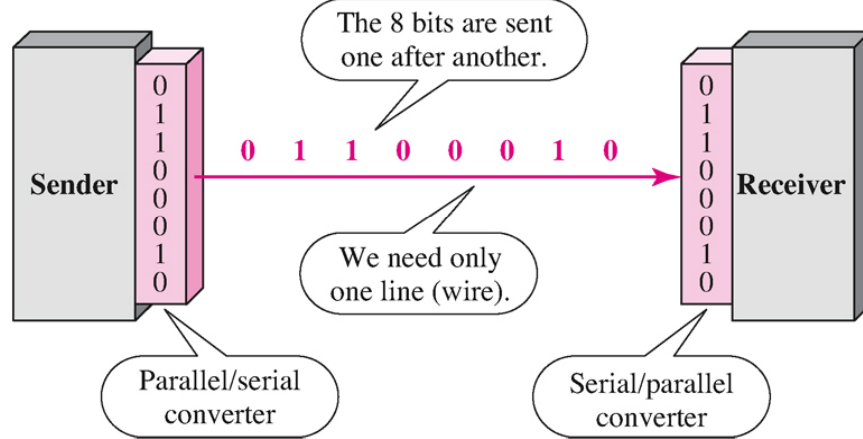 The 8 bits are sent
one after another.
0 1 1 0 0 0 1 0
Sender
0
1
1
0
0
0
1
0
We need only
one line (wire).
0
1
1
0
0
0
1
0
Receiver
Parallel/serial
converter
Serial/parallel
converter